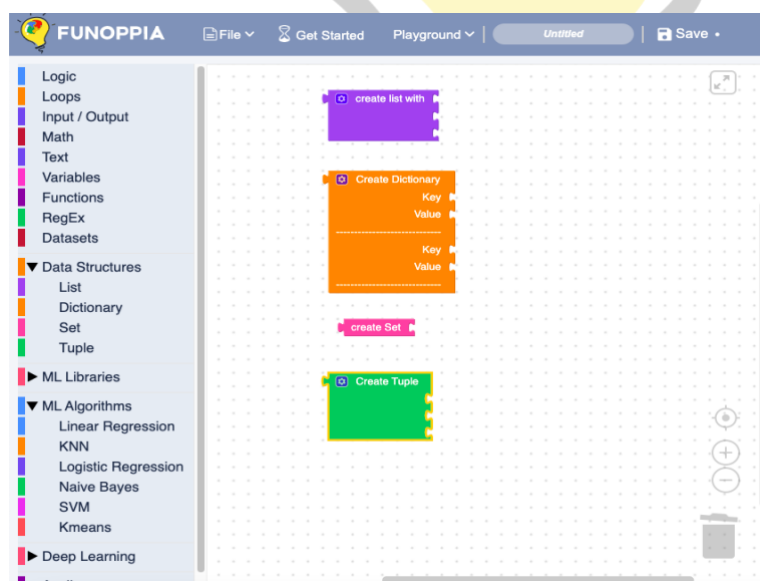 FUNOPPIA File Get Started Playground Untitled Save
Logic
Loops
Input / Output
Math
Text
Variables
Functions
RegEx
Datasets
Data Structures
List
Dictionary
Set
Tuple
ML Libraries
ML Algorithms
Linear Regression
KNN
Logistic Regression
Naive Bayes
SVM
Kmeans
Deep Learning
create list with
Create Dictionary
Key
Value
Key
Value
create Set
Create Tuple